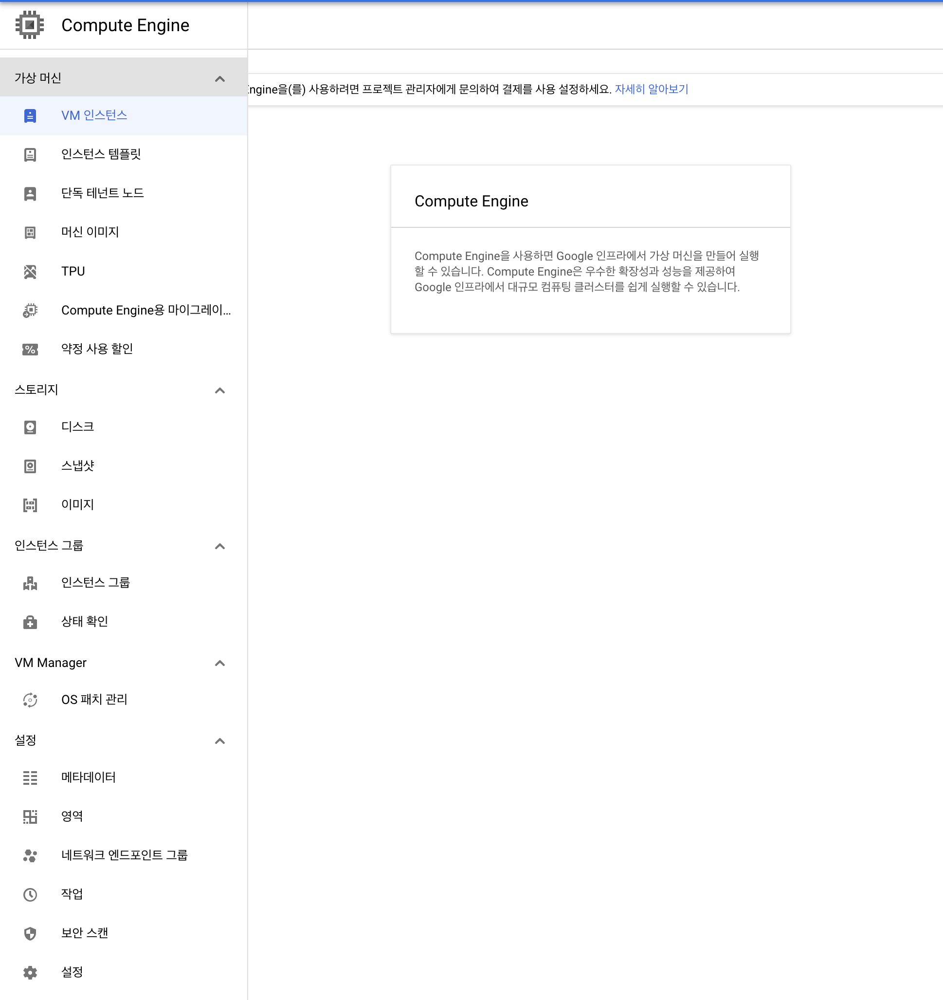 Compute Engine
가상 머신
VM 인스턴스
인스턴스 템플릿
단독 테넌트 노드
머신 이미지
TPU
Compute Engine용 마이그레이...
약정 사용 할인
스토리지
디스크
스냅샷
이미지
인스턴스 그룹
인스턴스 그룹
상태 확인
VM Manager
OS 패치 관리
설정
메타데이터
영역
네트워크 엔드포인트 그룹
작업
보안 스캔
설정
Engine을(를) 사용하려면 프로젝트 관리자에게 문의하여 결제를 사용 설정하세요. 자세히 알아보기
Compute Engine
Compute Engine을 사용하면 Google 인프라에서 가상 머신을 만들어 실행
할 수 있습니다. Compute Engine은 우수한 확장성과 성능을 제공하여
Google 인프라에서 대규모 컴퓨팅 클러스터를 쉽게 실행할 수 있습니다.